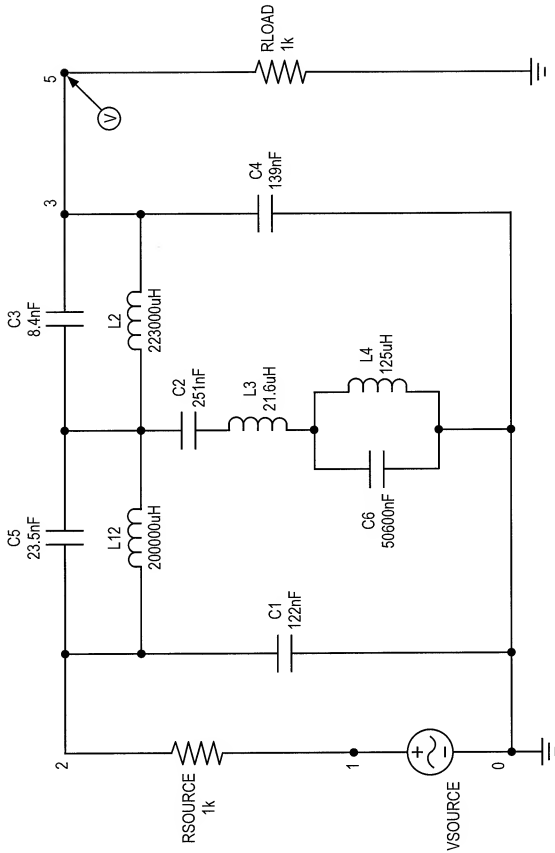 C5
23.5nF
C3
8.4nF
2
3
5
V
L12
200000uH
L2
223000uH
RSOURCE
1k
C1
122nF
C2
251nF
L3
21.6uH
C6
50600nF
L4
125uH
C4
139nF
RLOAD
1k
1
0
VSOURCE